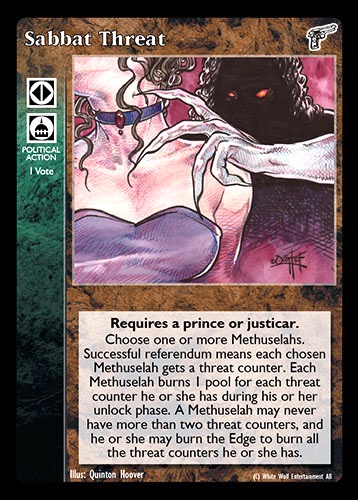 Sabbat Threat
POLITICAL
ACTION
1 Vote
Requires a prince or justicar.
Choose one or more Methuselahs.
Successful referendum means each chosen
Methuselah gets a threat counter. Each
Methuselah burns 1 pool for each threat
counter he or she has during his or her
unlock phase. A Methuselah may never
have more than two threat counters, and
he or she may burn the Edge to burn all
the threat counters he or she has.
Illus: Quinton Hoover
(C) White Wolf Entertainment AB